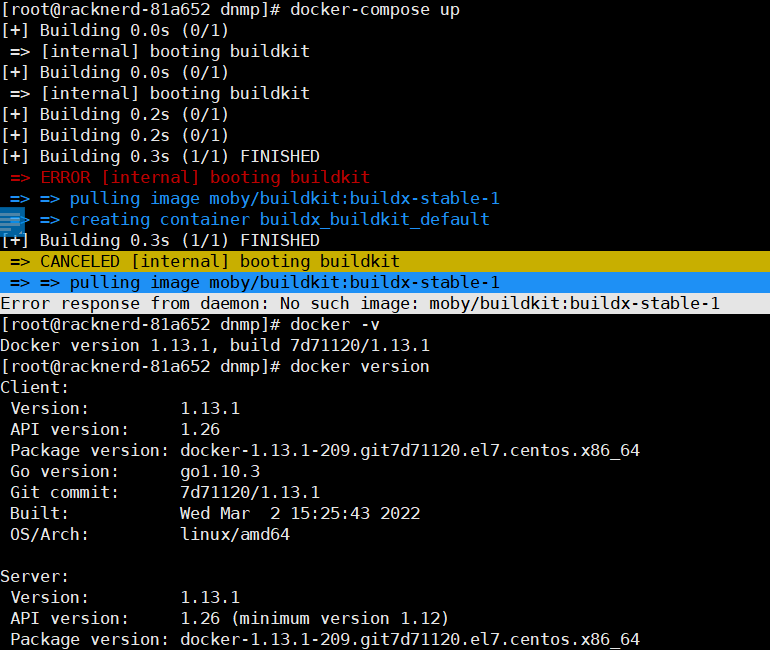 [root@racknerd-81a652 dnmp]# docker-compose up
[+] Building 0.0s (0/1)
 => [internal] booting buildkit
[+] Building 0.0s (0/1)
 => [internal] booting buildkit
[+] Building 0.2s (0/1)
[+] Building 0.2s (0/1)
[+] Building 0.3s (1/1) FINISHED
 => ERROR [internal] booting buildkit
 => => pulling image moby/buildkit:buildx-stable-1
 => => creating container buildx_buildkit_default
[+] Building 0.3s (1/1) FINISHED
 => CANCELED [internal] booting buildkit
 => => pulling image moby/buildkit:buildx-stable-1
Error response from daemon: No such image: moby/buildkit:buildx-stable-1
[root@racknerd-81a652 dnmp]# docker -v
Docker version 1.13.1, build 7d71120/1.13.1
[root@racknerd-81a652 dnmp]# docker version
Client:
 Version:         1.13.1
 API version:     1.26
 Package version: docker-1.13.1-209.git7d71120.el7.centos.x86_64
 Go version:      go1.10.3
 Git commit:      7d71120/1.13.1
 Built:           Wed Mar  2 15:25:43 2022
 OS/Arch:         linux/amd64

Server:
 Version:         1.13.1
 API version:     1.26 (minimum version 1.12)
 Package version: docker-1.13.1-209.git7d71120.el7.centos.x86_64